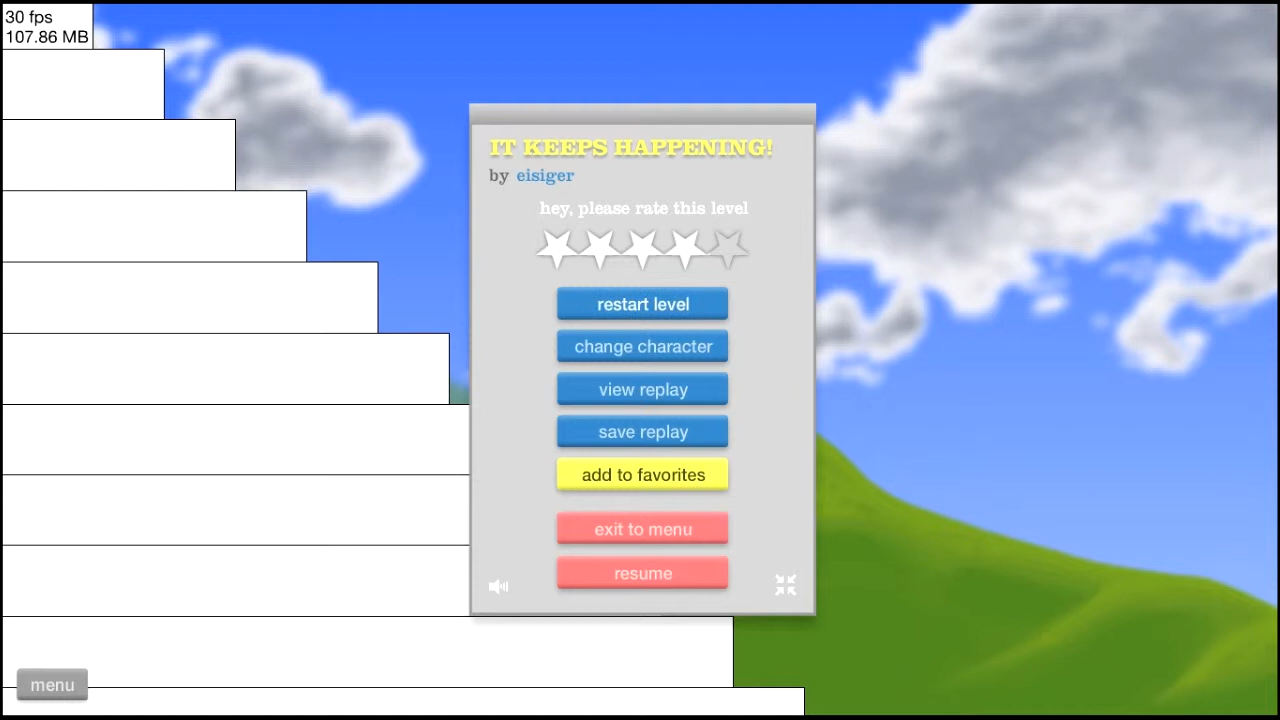 30 fps
107.86 MB
IT KEEPS HAPPENING!
by eisiger
hey, please rate this level
restart level
change character
view replay
save replay
add to favorites
exit to menu
resume
menu